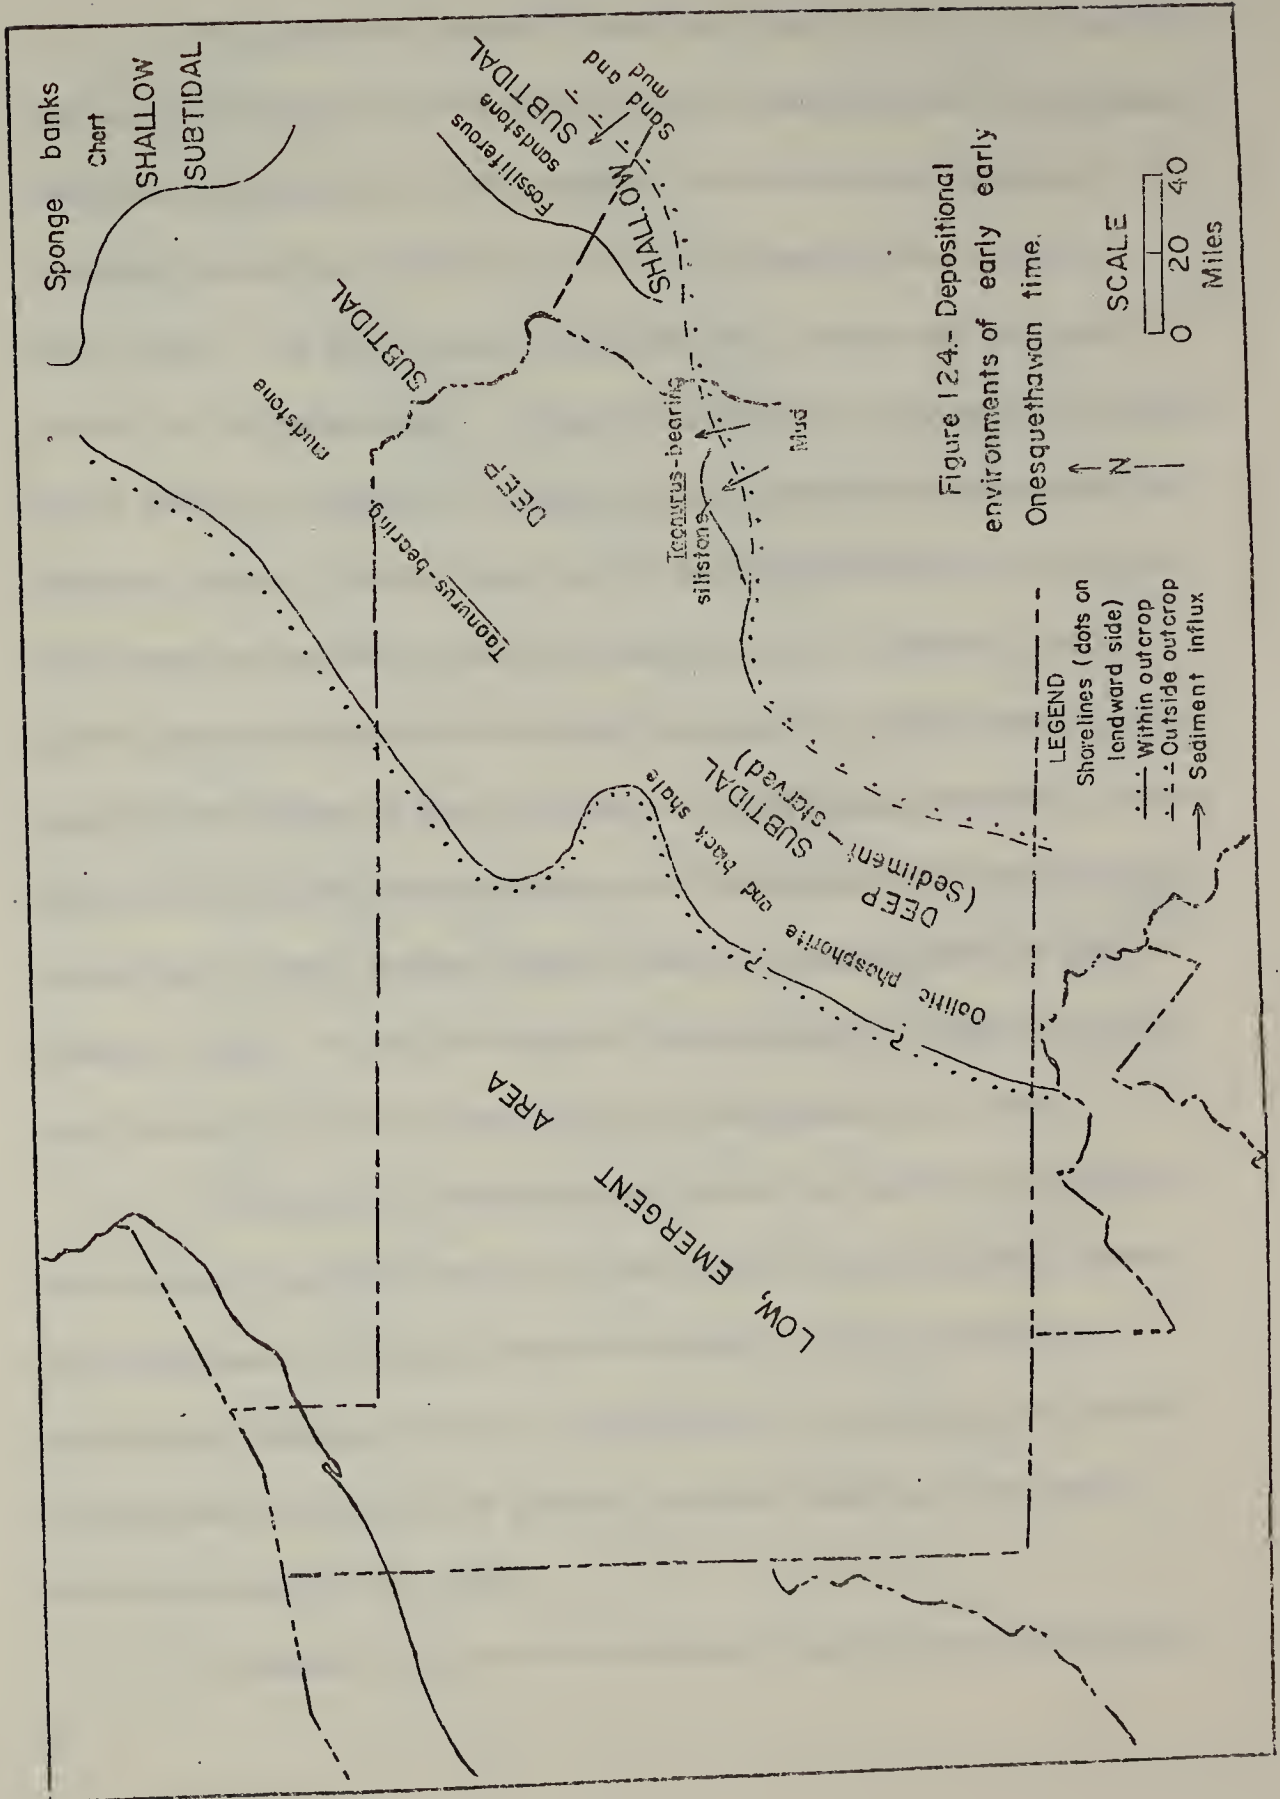 Sponge banks
Chert
SHALLOW
SUBTIDAL
Fossiliferous
sandstone
SHALLOW SUBTIDAL
Sand and
mud
DEEP SUBTIDAL
Taonurus-bearing mudstone
Taonurus-bearing
siltstone
Mud
DEEP SUBTIDAL
(Sediment-starved)
Oolitic phosphorite and black shale
?
?
LOW, EMERGENT AREA
Figure 124.- Depositional
environments of early early
Onesquethawan time.
N
SCALE
0 20 40
Miles
LEGEND
Shorelines (dots on
landward side)
Within outcrop
Outside outcrop
Sediment influx